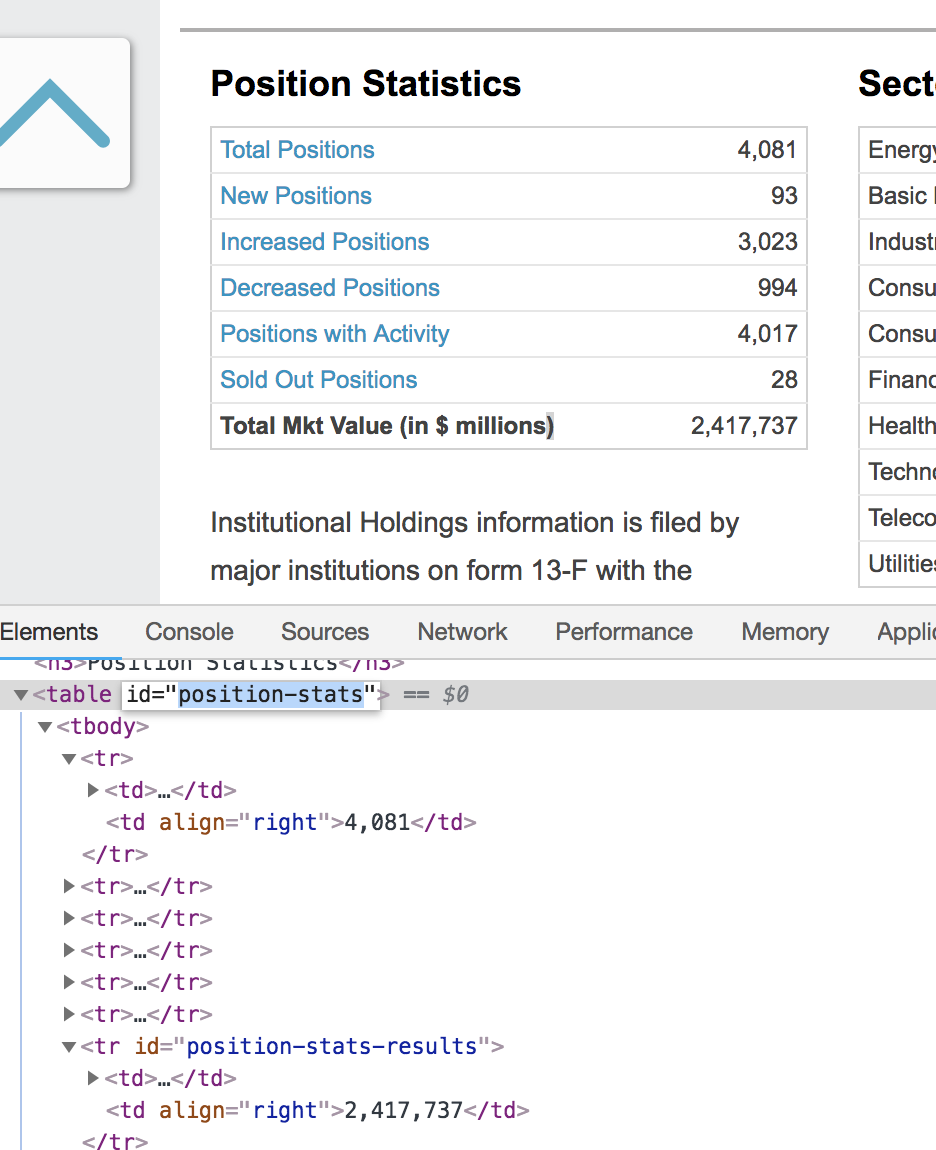 Position Statistics
Total Positions 4,081
New Positions 93
Increased Positions 3,023
Decreased Positions 994
Positions with Activity 4,017
Sold Out Positions 28
Total Mkt Value (in $ millions) 2,417,737
Institutional Holdings information is filed by
major institutions on form 13-F with the
Sect
Energy
Basic
Industr
Consu
Consu
Financ
Health
Techn
Teleco
Utilities
Elements Console Sources Network Performance Memory Applic
<h3>Position Statistics</h3>
▼<table id="position-stats"> == $0
▼<tbody>
▼<tr>
▶<td>…</td>
<td align="right">4,081</td>
</tr>
▶<tr>…</tr>
▶<tr>…</tr>
▶<tr>…</tr>
▶<tr>…</tr>
▶<tr>…</tr>
▼<tr id="position-stats-results">
▶<td>…</td>
<td align="right">2,417,737</td>
</tr>